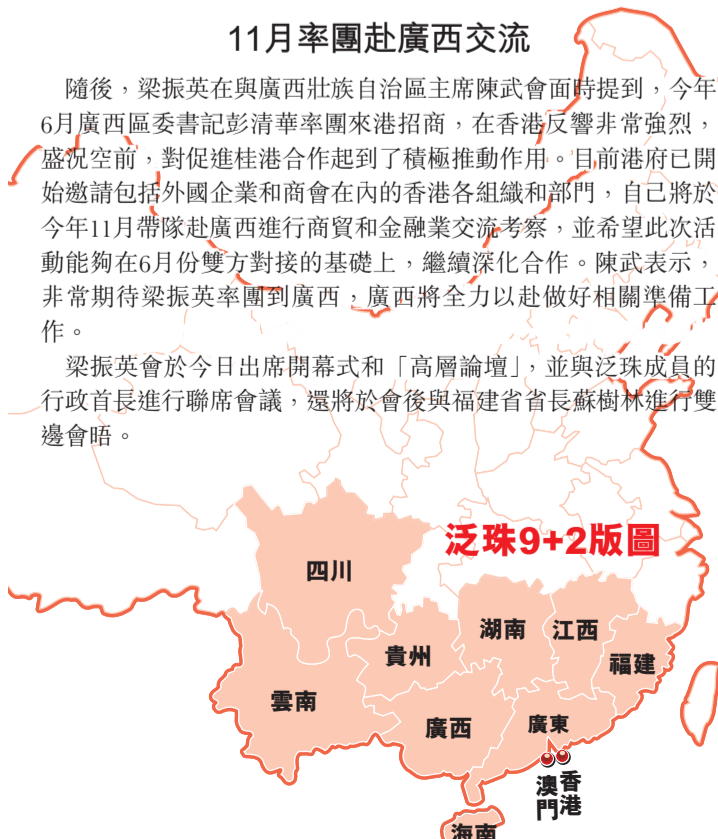 11月率團赴廣西交流
隨後，梁振英在與廣西壯族自治區主席陳武會面時提到，今年
6月廣西區委書記彭清華率團來港招商，在香港反響非常強烈，
盛況空前，對促進桂港合作起到了積極推動作用。目前港府已開
始邀請包括外國企業和商會在內的香港各組織和部門，自己將於
今年11月帶隊赴廣西進行商貿和金融業交流考察，並希望此次活
動能夠在6月份雙方對接的基礎上，繼續深化合作。陳武表示，
非常期待梁振英率團到廣西，廣西將全力以赴做好相關準備工
作。
梁振英會於今日出席開幕式和「高層論壇」，並與泛珠成員的
行政首長進行聯席會議，還將於會後與福建省省長蘇樹林進行雙
邊會晤。
泛珠9+2版圖
四川
湖南
江西
貴州
福建
雲南
廣西
廣東
香港
澳門
海南